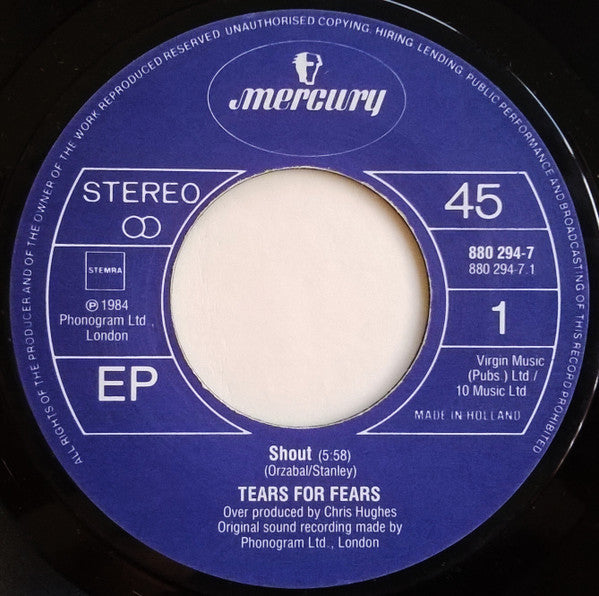 ALL RIGHTS OF THE PRODUCER AND OF THE OWNER OF THE WORK REPRODUCED RESERVED. UNAUTHORISED COPYING, HIRING, LENDING, PUBLIC PERFORMANCE AND BROADCASTING OF THIS RECORD PROHIBITED
mercury
STEREO
45
STEMRA
880 294-7
880 294-7.1
℗ 1984
Phonogram Ltd.,
London
1
EP
Virgin Music
(Pubs.) Ltd/
10 Music Ltd
MADE IN HOLLAND
Shout (5:58)
(Orzabal/Stanley)
TEARS FOR FEARS
Over produced by Chris Hughes
Original sound recording made by
Phonogram Ltd., London